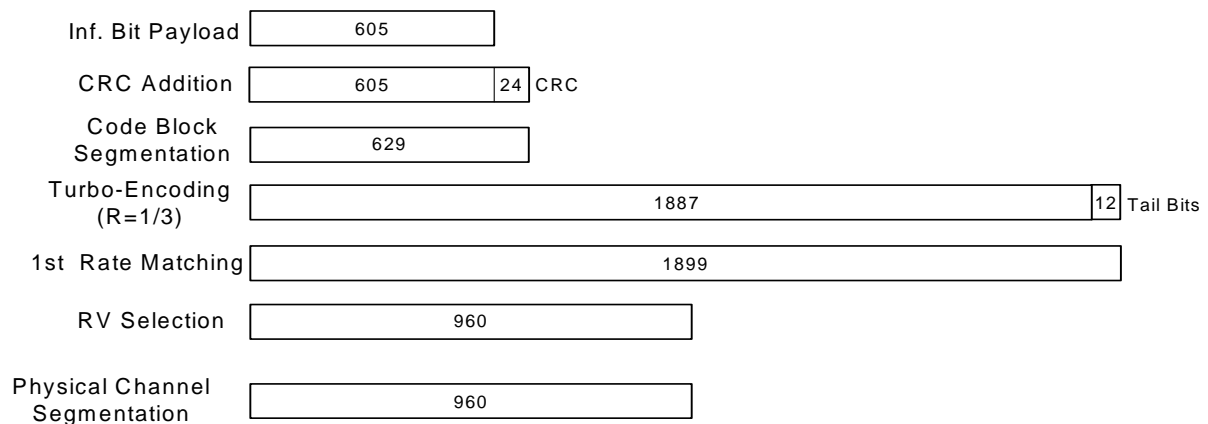 Inf. Bit Payload 605
CRC Addition 605 24 CRC
Code Block
Segmentation 629
Turbo-Encoding
(R=1/3) 1887 12 Tail Bits
1st Rate Matching 1899
RV Selection 960
Physical Channel
Segmentation 960